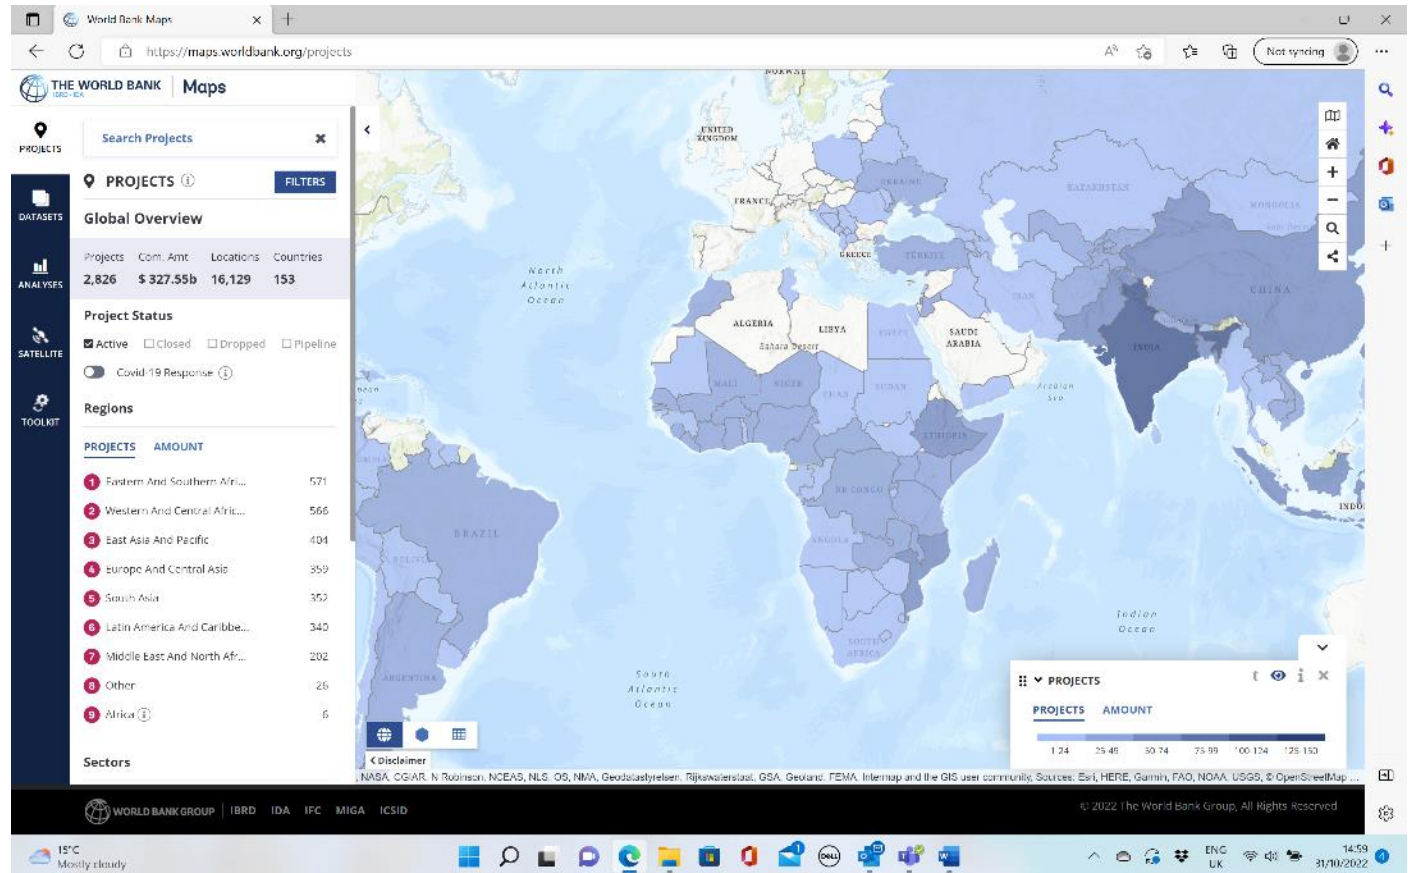 World Bank Maps
https://maps.worldbank.org/projects
Not syncing
THE WORLD BANK
IBRD - IDA
Maps
PROJECTS
DATASETS
ANALYSES
SATELLITE
TOOLKIT
Search Projects
PROJECTS
FILTERS
Global Overview
Projects Com. Amt Locations Countries
2,826 $ 327.55b 16,129 153
Project Status
Active Closed Dropped Pipeline
Covid-19 Response
Regions
PROJECTS AMOUNT
1 Eastern And Southern Afri... 571
2 Western And Central Afric... 566
3 East Asia And Pacific 404
4 Europe And Central Asia 359
5 South Asia 352
6 Latin America And Caribbe... 340
7 Middle East And North Afr... 202
8 Other 26
9 Africa 6
Sectors
NORWAY
UNITED
KINGDOM
FRANCE
UKRAINE
KAZAKHSTAN
MONGOLIA
GREECE
TÜRKIYE
North
Atlantic
Ocean
ALGERIA
LIBYA
EGYPT
SAUDI
ARABIA
IRAN
CHINA
INDIA
Sahara Desert
MALI
NIGER
CHAD
SUDAN
Arabian
Sea
ETHIOPIA
DR CONGO
ANGOLA
BRAZIL
BOLIVIA
SOUTH
AFRICA
ARGENTINA
South
Atlantic
Ocean
Indian
Ocean
INDO
PROJECTS
PROJECTS AMOUNT
1-24 25-49 50-74 75-99 100-124 125-150
Disclaimer
, NASA, CGIAR, N Robinson, NCEAS, NLS, OS, NMA, Geodatastyrelsen, Rijkswaterstaat, GSA, Geoland, FEMA, Intermap and the GIS user community, Sources: Esri, HERE, Garmin, FAO, NOAA, USGS, © OpenStreetMap ...
WORLD BANK GROUP IBRD IDA IFC MIGA ICSID
© 2022 The World Bank Group, All Rights Reserved
15°C
Mostly cloudy
DELL
ENG
UK
14:59
31/10/2022
4